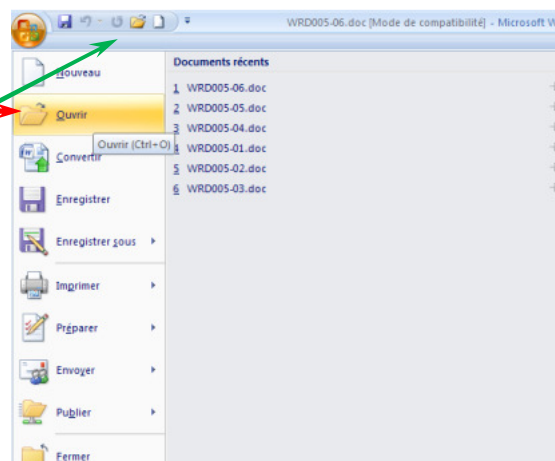 WRD005-06.doc [Mode de compatibilité] - Microsoft W
Nouveau
Ouvrir
Ouvrir (Ctrl+O)
Convertir
Enregistrer
Enregistrer sous
Imprimer
Préparer
Envoyer
Publier
Fermer
Documents récents
1 WRD005-06.doc
2 WRD005-05.doc
3 WRD005-04.doc
4 WRD005-01.doc
5 WRD005-02.doc
6 WRD005-03.doc